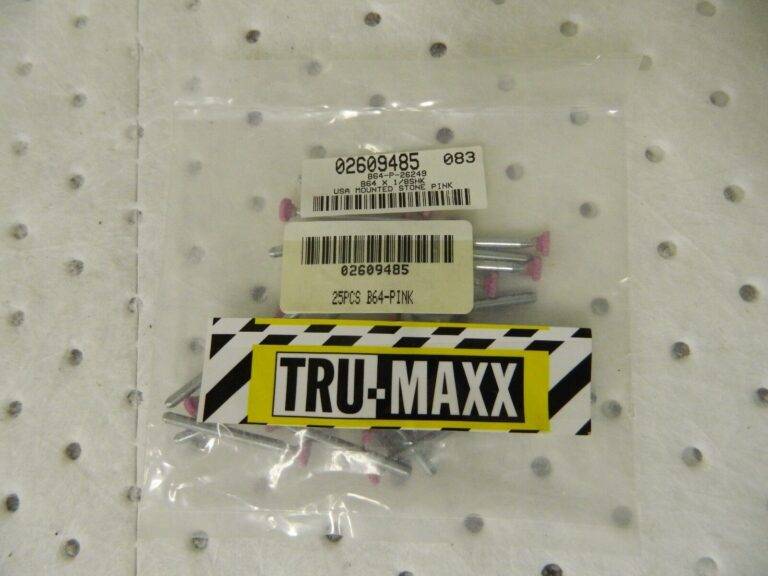 02609485 083
B64-P-26249
B64 X 1/8SHK
USA MOUNTED STONE PINK
02609485
25PCS B64-PINK
TRU-MAXX